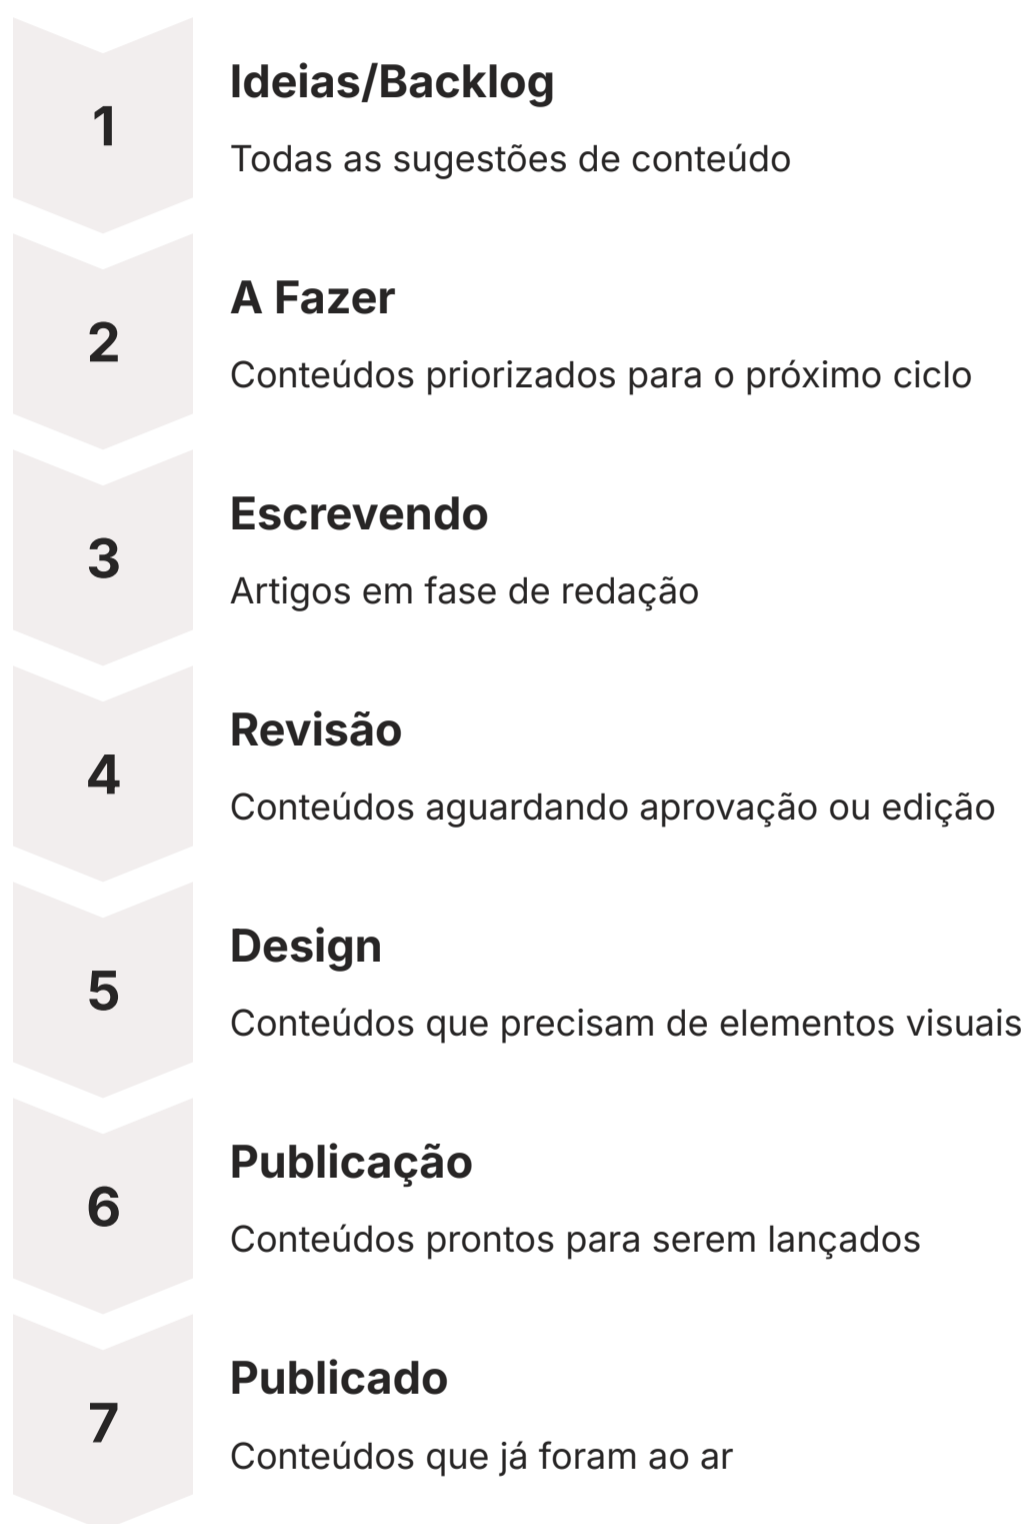 1
Ideias/Backlog
Todas as sugestões de conteúdo
2
A Fazer
Conteúdos priorizados para o próximo ciclo
3
Escrevendo
Artigos em fase de redação
4
Revisão
Conteúdos aguardando aprovação ou edição
5
Design
Conteúdos que precisam de elementos visuais
6
Publicação
Conteúdos prontos para serem lançados
7
Publicado
Conteúdos que já foram ao ar